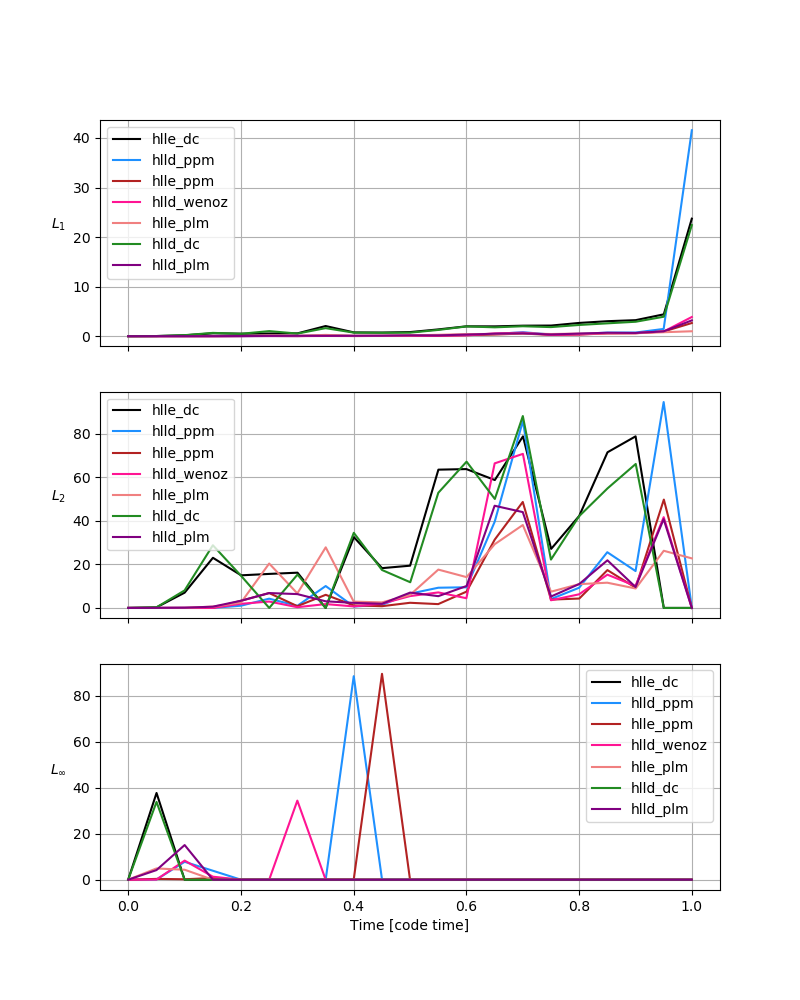 40
30
20
10
0
L₁
hlle_dc
hlld_ppm
hlle_ppm
hlld_wenoz
hlle_plm
hlld_dc
hlld_plm
80
60
40
20
0
L₂
hlle_dc
hlld_ppm
hlle_ppm
hlld_wenoz
hlle_plm
hlld_dc
hlld_plm
80
60
40
20
0
L∞
hlle_dc
hlld_ppm
hlle_ppm
hlld_wenoz
hlle_plm
hlld_dc
hlld_plm
0.0 0.2 0.4 0.6 0.8 1.0
Time [code time]